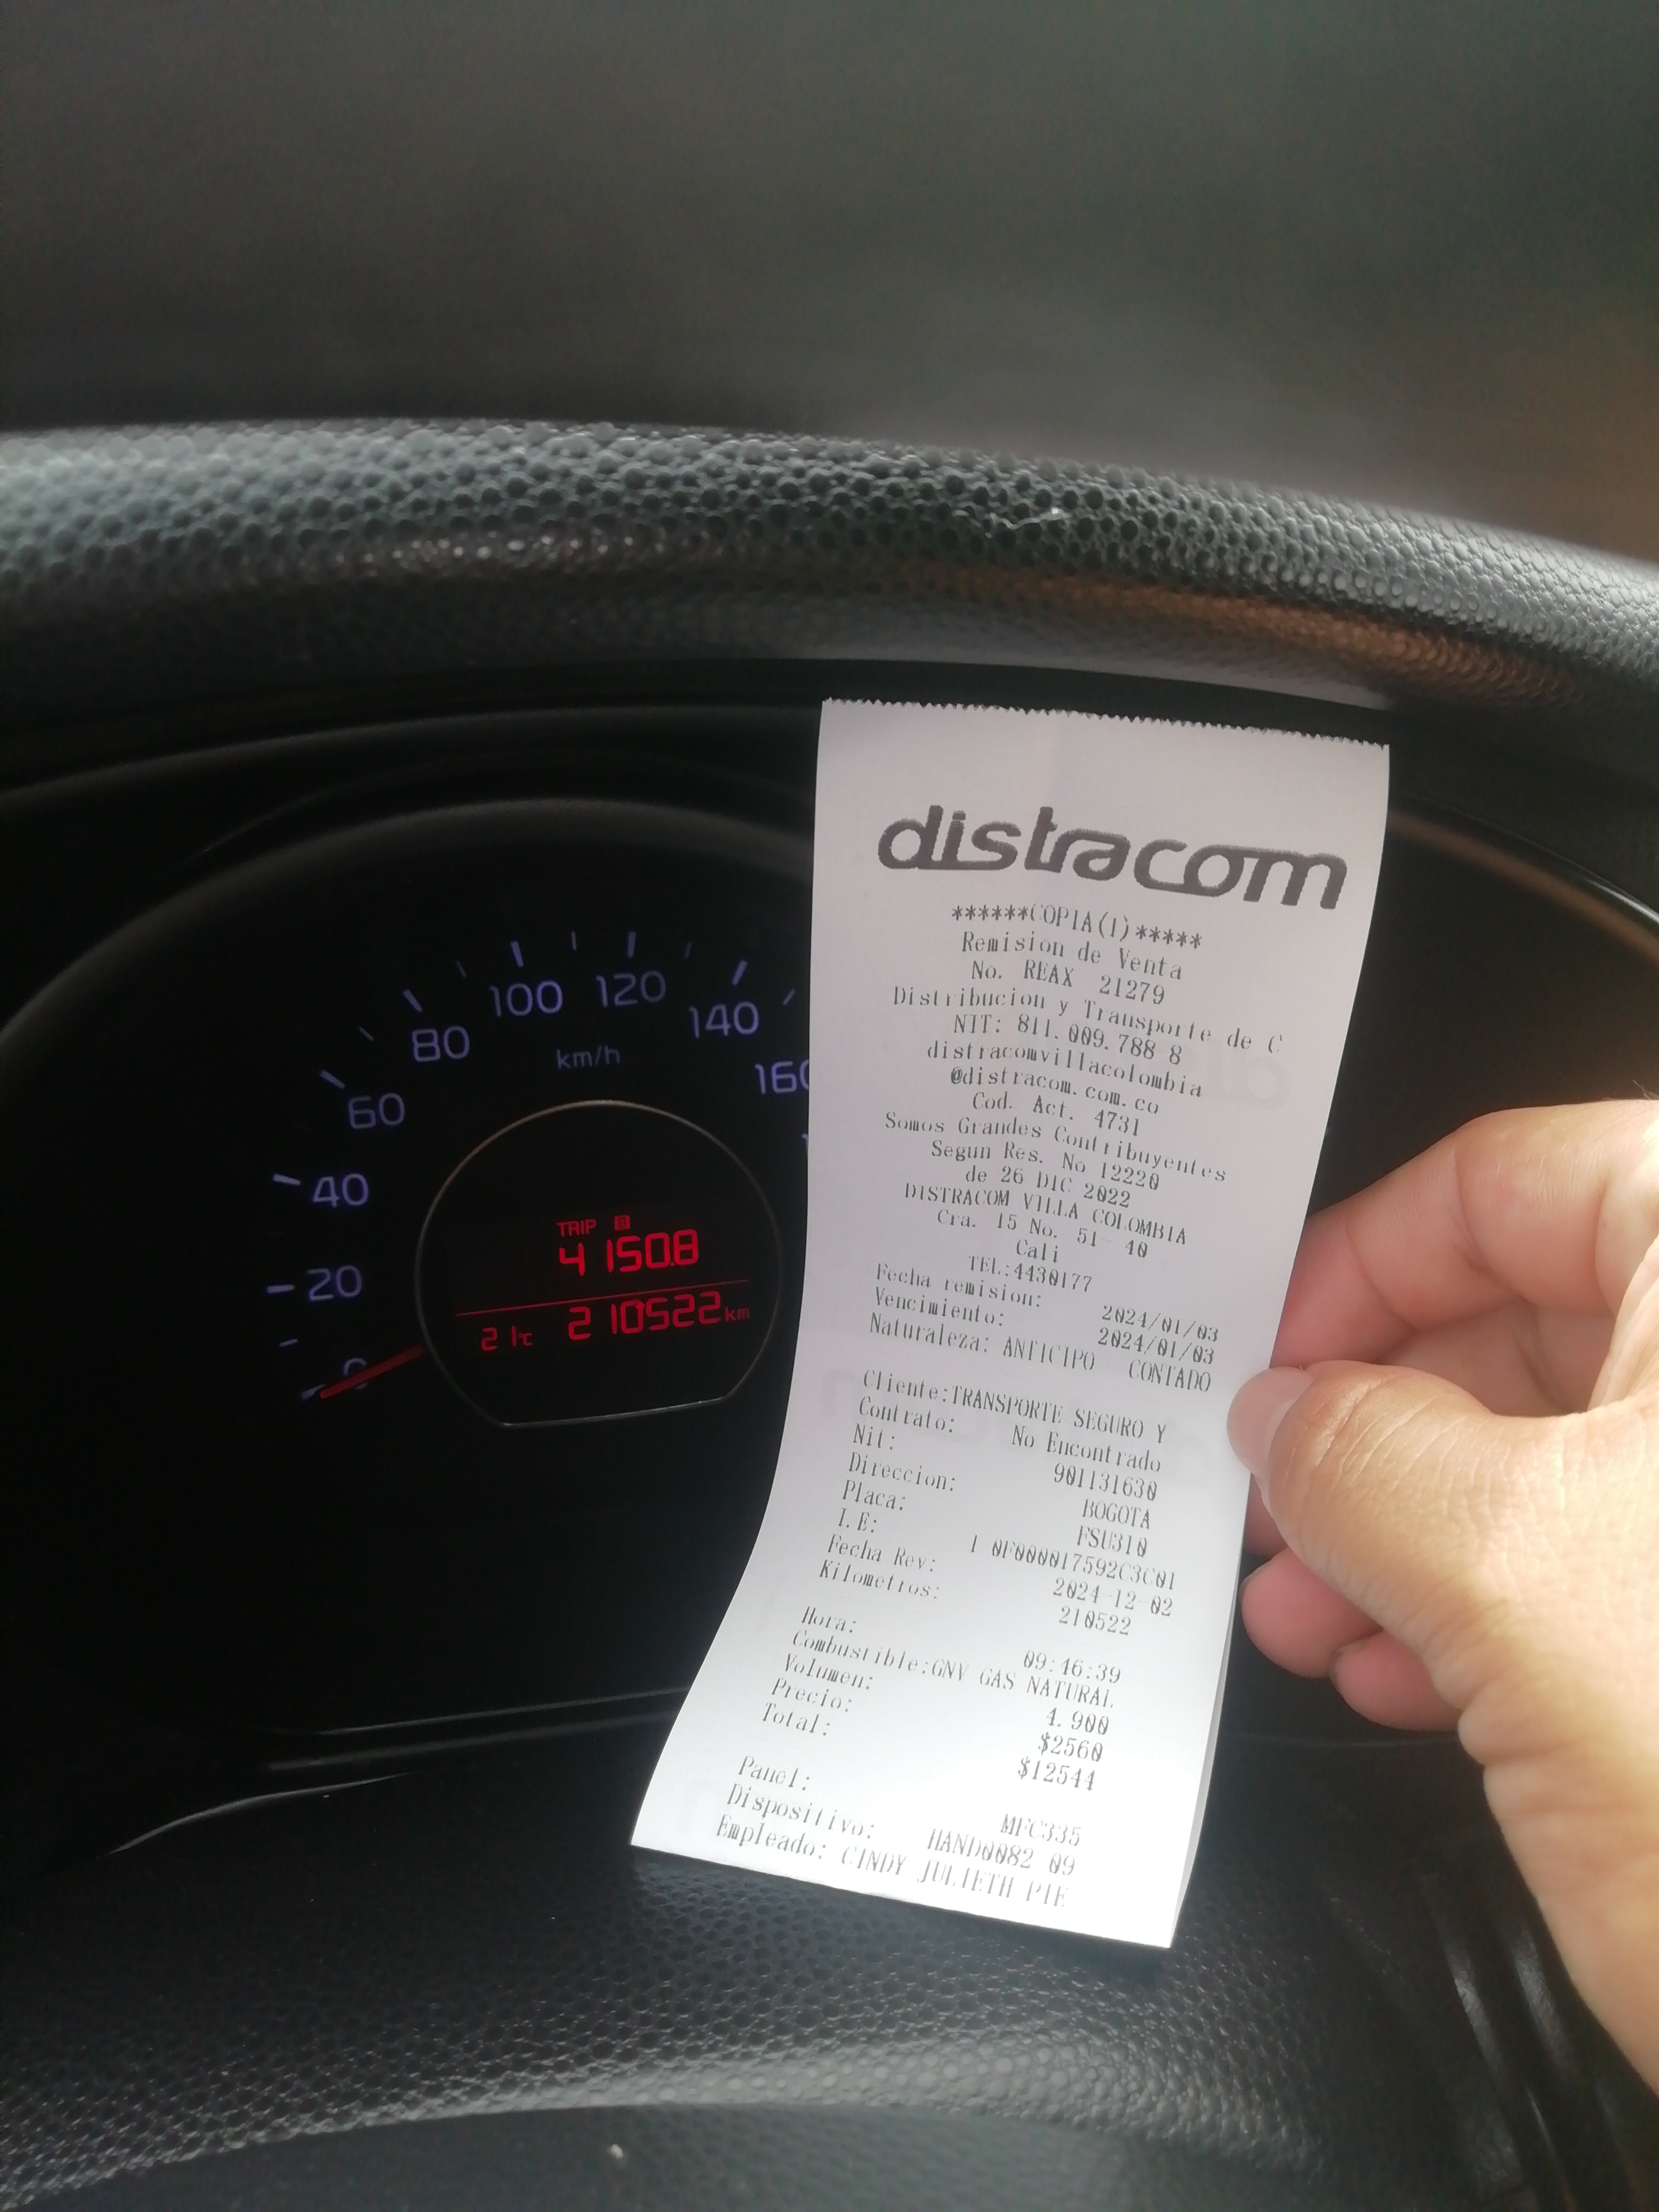 20
40
60
80
100
120
140
160
km/h
TRIP B
4150.8
21°C 210522 km
distracom
******COPIA(1)*****
Remision de Venta
No. REAX 21279
Distribucion y Transporte de C
NIT: 811.009.788 8
distracomvillacolombia
@distracom.com.co
Cod. Act. 4731
Somos Grandes Contribuyentes
Segun Res. No 12220
de 26 DIC 2022
DISTRACOM VILLA COLOMBIA
Cra. 15 No. 51- 40
Cali
TEL:4430177
Fecha remision: 2024/01/03
Vencimiento: 2024/01/03
Naturaleza: ANTICIPO CONTADO
Cliente:TRANSPORTE SEGURO Y
Contrato: No Encontrado
Nit: 901131630
Direccion: BOGOTA
Placa: FSU310
I.E: 1 0F000017592C3C01
Fecha Rev: 2024-12-02
Kilometros: 210522
Hora: 09:46:39
Combustible:GNV GAS NATURAL
Volumen: 4.900
Precio: $2560
Total: $12544
Panel: MFC335
Dispositivo: HAND0082 09
Empleado: CINDY JULIETH PIE